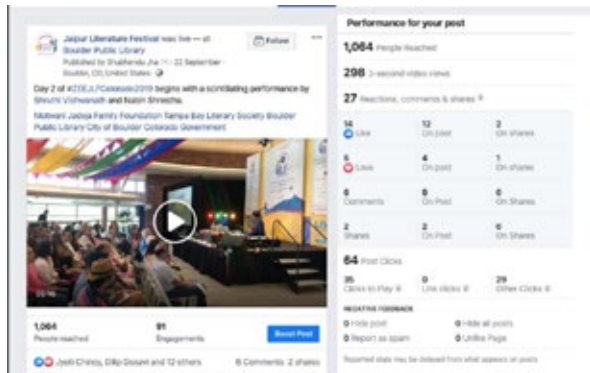 Jaipur Literature Festival was live — at
Boulder Public Library
Published by Shubhendu Jha · 22 September ·
Boulder, CO, United States ·
Follow
Day 2 of #ZEEJLFColorado2019 begins with a scintillating performance by
Shruthi Vishwanath and Nabin Shrestha.
Motwani Jadeja Family Foundation Tampa Bay Literary Society Boulder
Public Library City of Boulder Colorado Government
1,064
People reached
91
Engagements
Boost Post
and 12 others
6 Comments 2 shares
Performance for your post
1,064 People Reached
298 3-second video views
27 Reactions, comments & shares
14 12 2
Like On post On shares
5 4 1
Love On post On shares
6 6 0
Comments On Post On Shares
2 2 0
Shares On Post On Shares
64 Post Clicks
35 0 29
Clicks to Play Link clicks Other Clicks
NEGATIVE FEEDBACK
0 Hide post 0 Hide all posts
0 Report as spam 0 Unlike Page
Reported stats may be delayed from what appears on posts